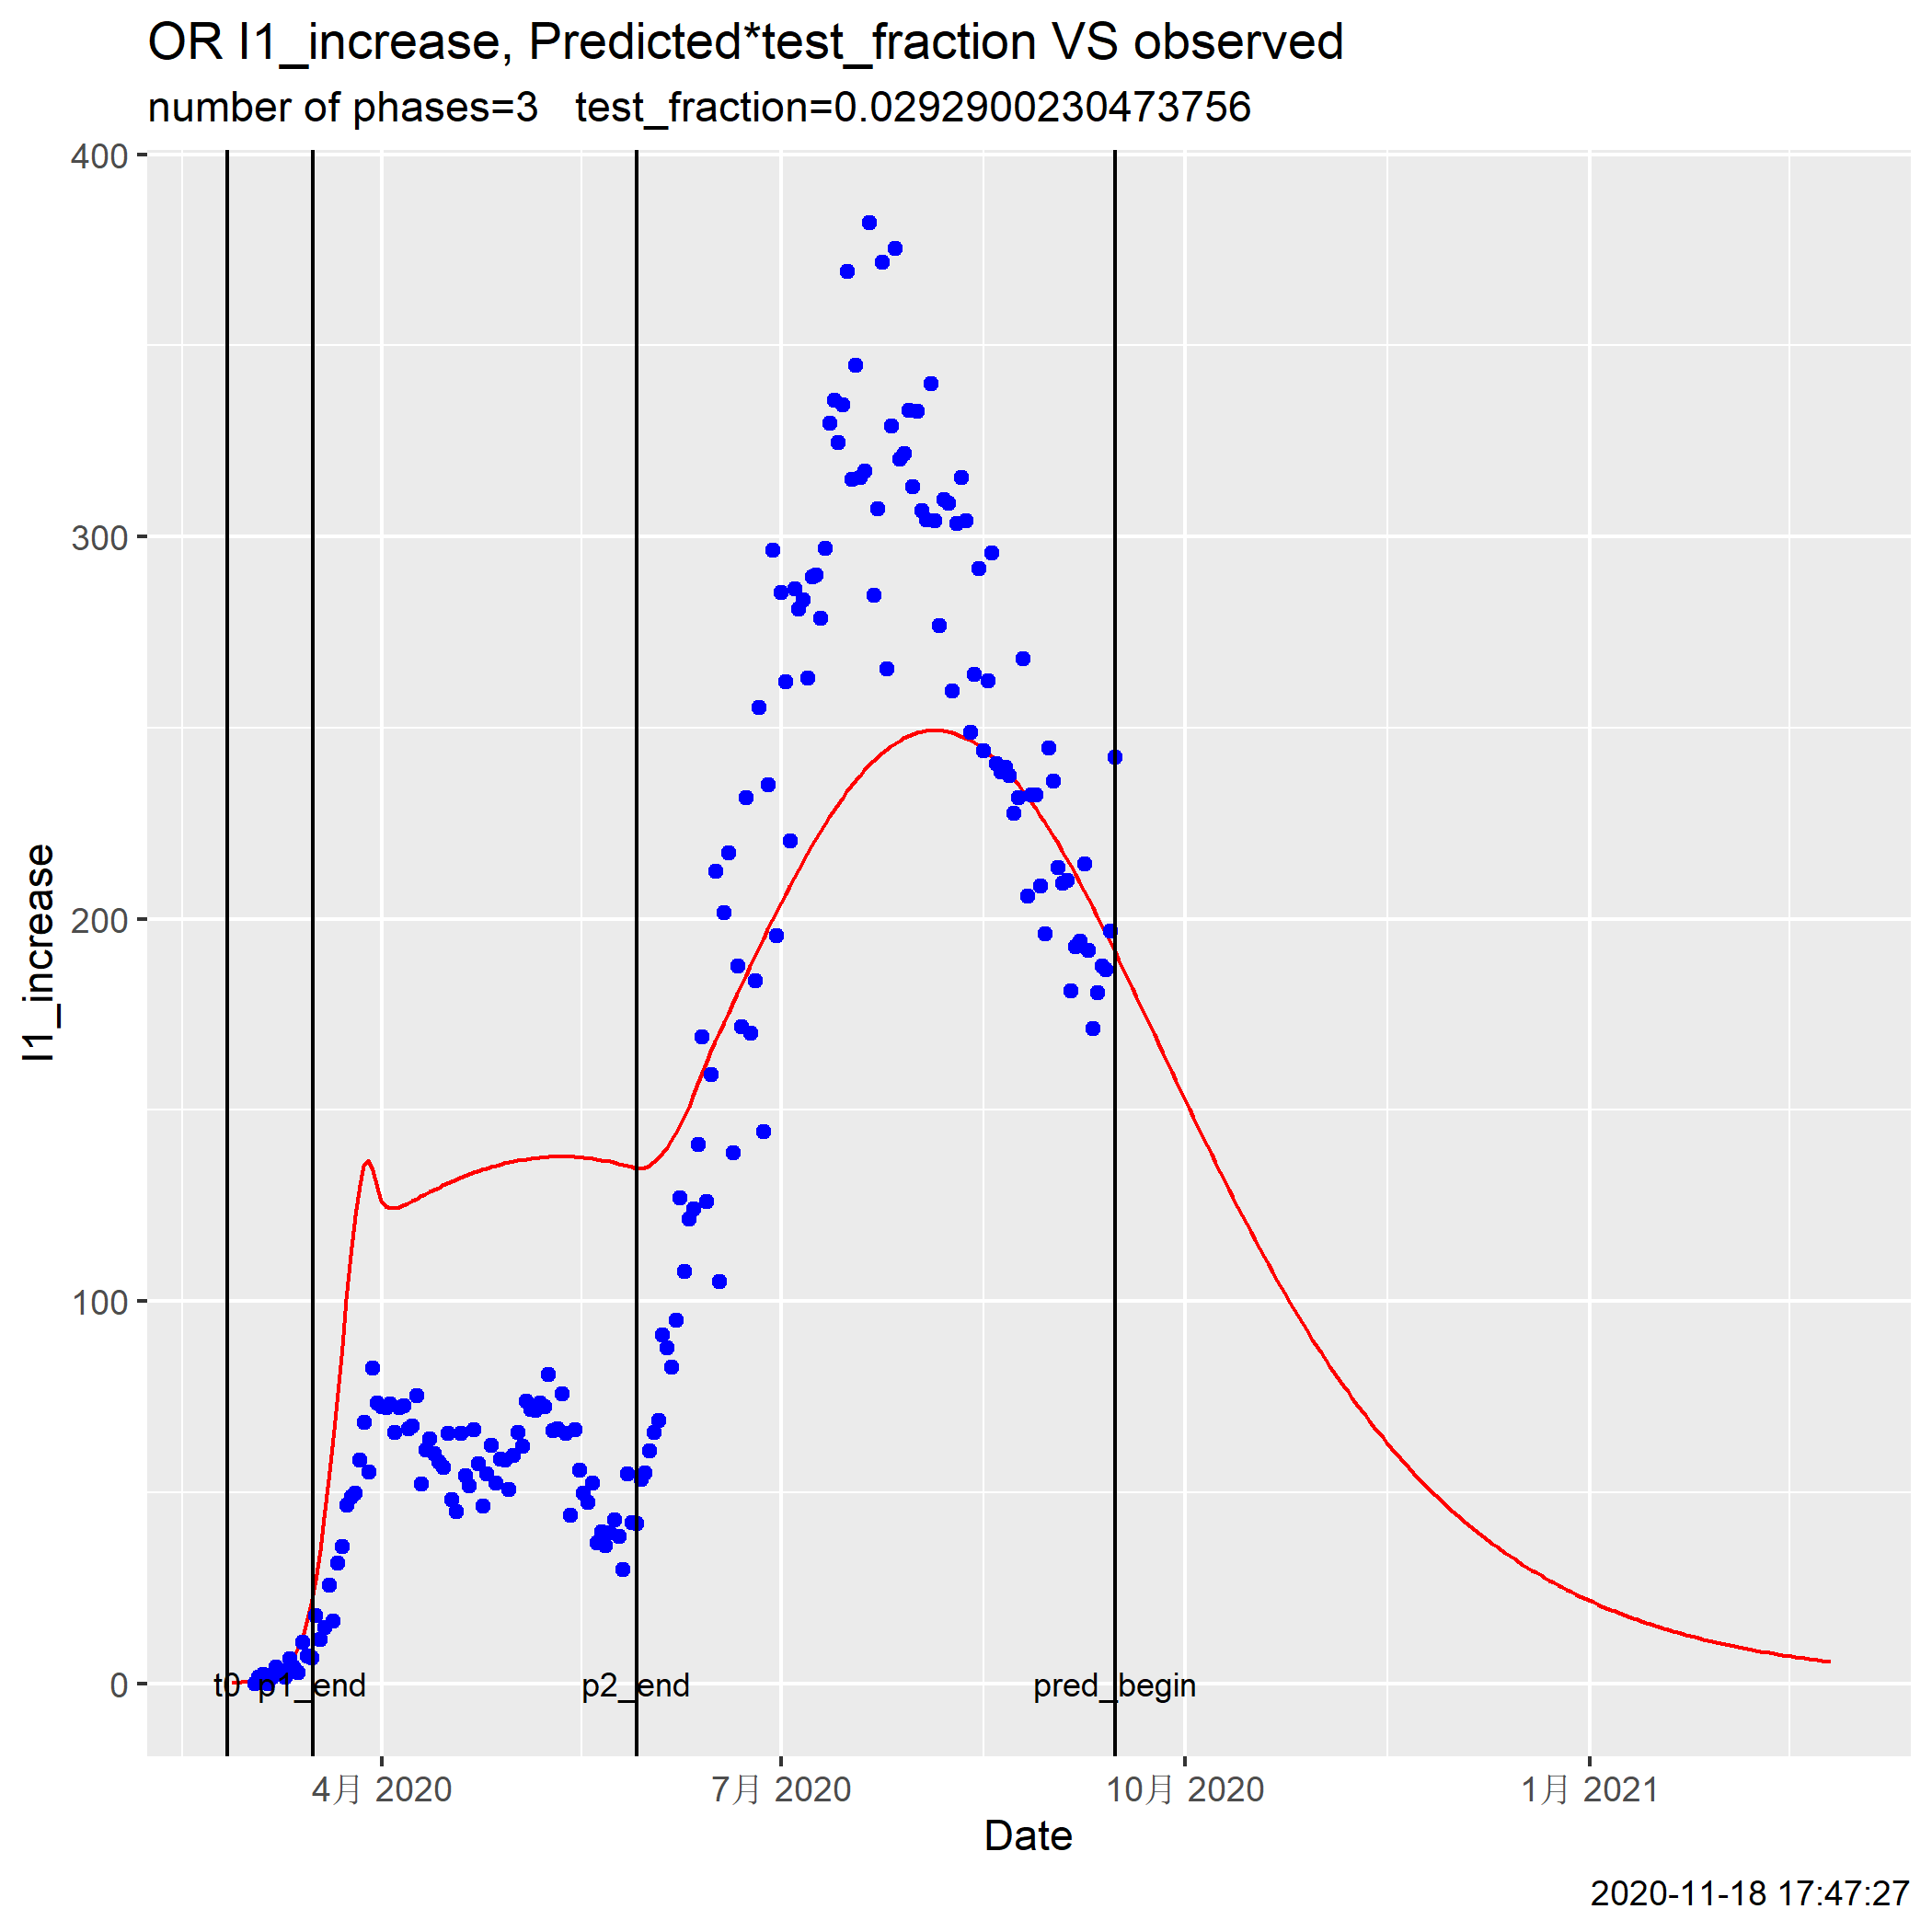 OR I1_increase, Predicted*test_fraction VS observed
number of phases=3   test_fraction=0.0292900230473756
I1_increase
400
300
200
100
0
t0 p1_end p2_end pred_begin
4月 2020 7月 2020 10月 2020 1月 2021
Date
2020-11-18 17:47:27